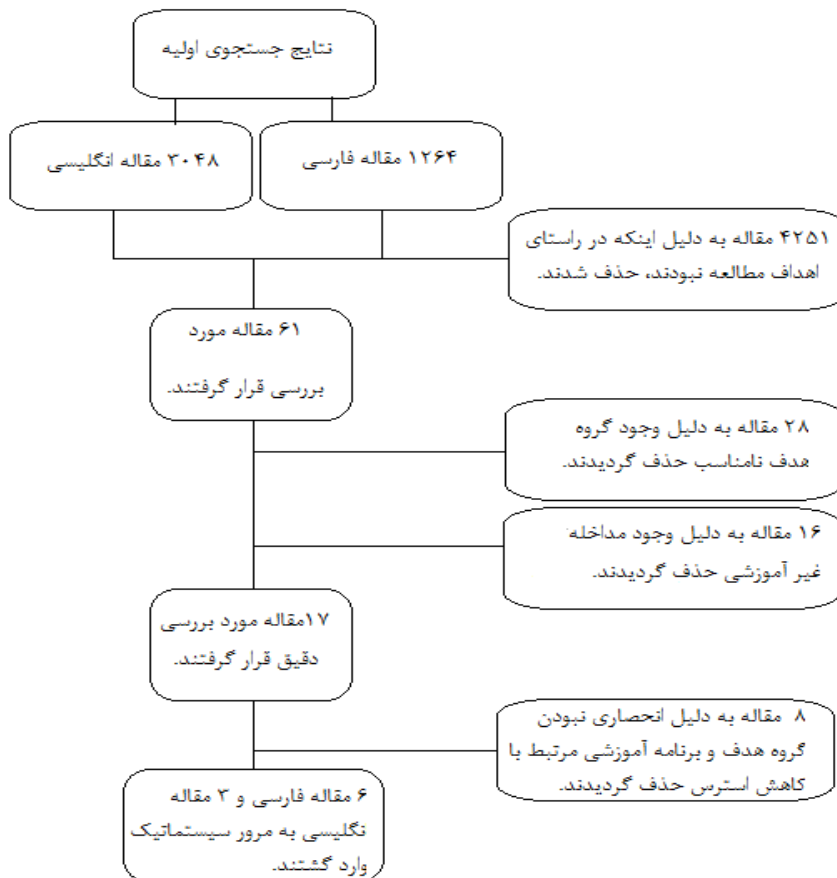 نتایج جستجوی اولیه
۱۲۶۴ مقاله فارسی
۳۰۴۸ مقاله انگلیسی
۴۲۵۱ مقاله به دلیل اینکه در راستای
اهداف مطالعه نبودند، حذف شدند.
۶۱ مقاله مورد
بررسی قرار گرفتند.
۲۸ مقاله به دلیل وجود گروه
هدف نامناسب حذف گردیدند.
۱۶ مقاله به دلیل وجود مداخله
غیر آموزشی حذف گردیدند.
۱۷مقاله مورد بررسی
دقیق قرار گرفتند.
۸ مقاله به دلیل انحصاری نبودن
گروه هدف و برنامه آموزشی مرتبط با
کاهش استرس حذف گردیدند.
۶ مقاله فارسی و ۳ مقاله
نگلیسی به مرور سیستماتیک
وارد گشتند.